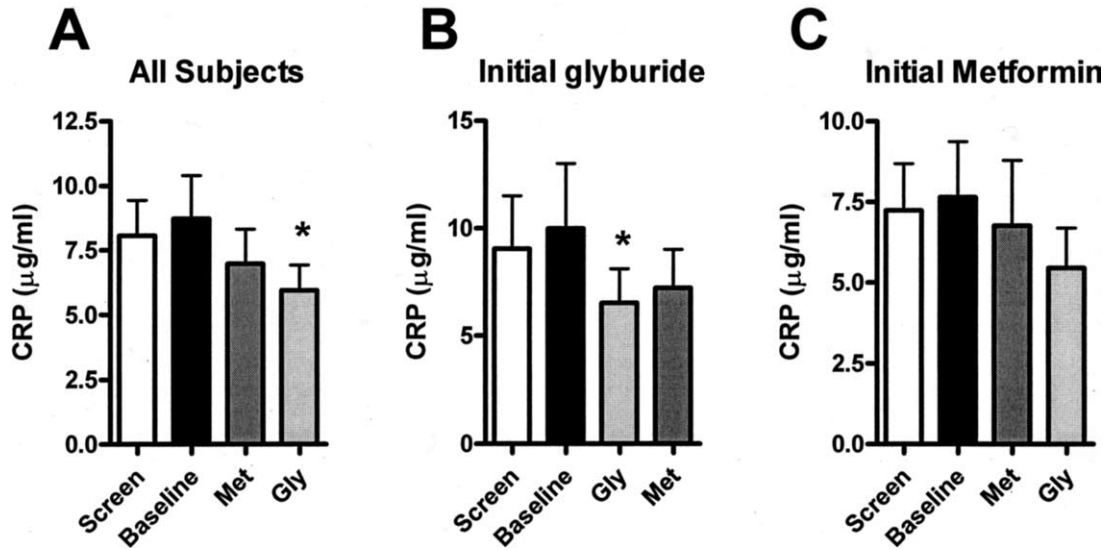 A
All Subjects
CRP (μg/ml)
12.5
10.0
7.5
5.0
2.5
0.0
*
Screen
Baseline
Met
Gly
B
Initial glyburide
CRP (μg/ml)
15
10
5
0
*
Screen
Baseline
Gly
Met
C
Initial Metformin
CRP (μg/ml)
10.0
7.5
5.0
2.5
0.0
Screen
Baseline
Met
Gly